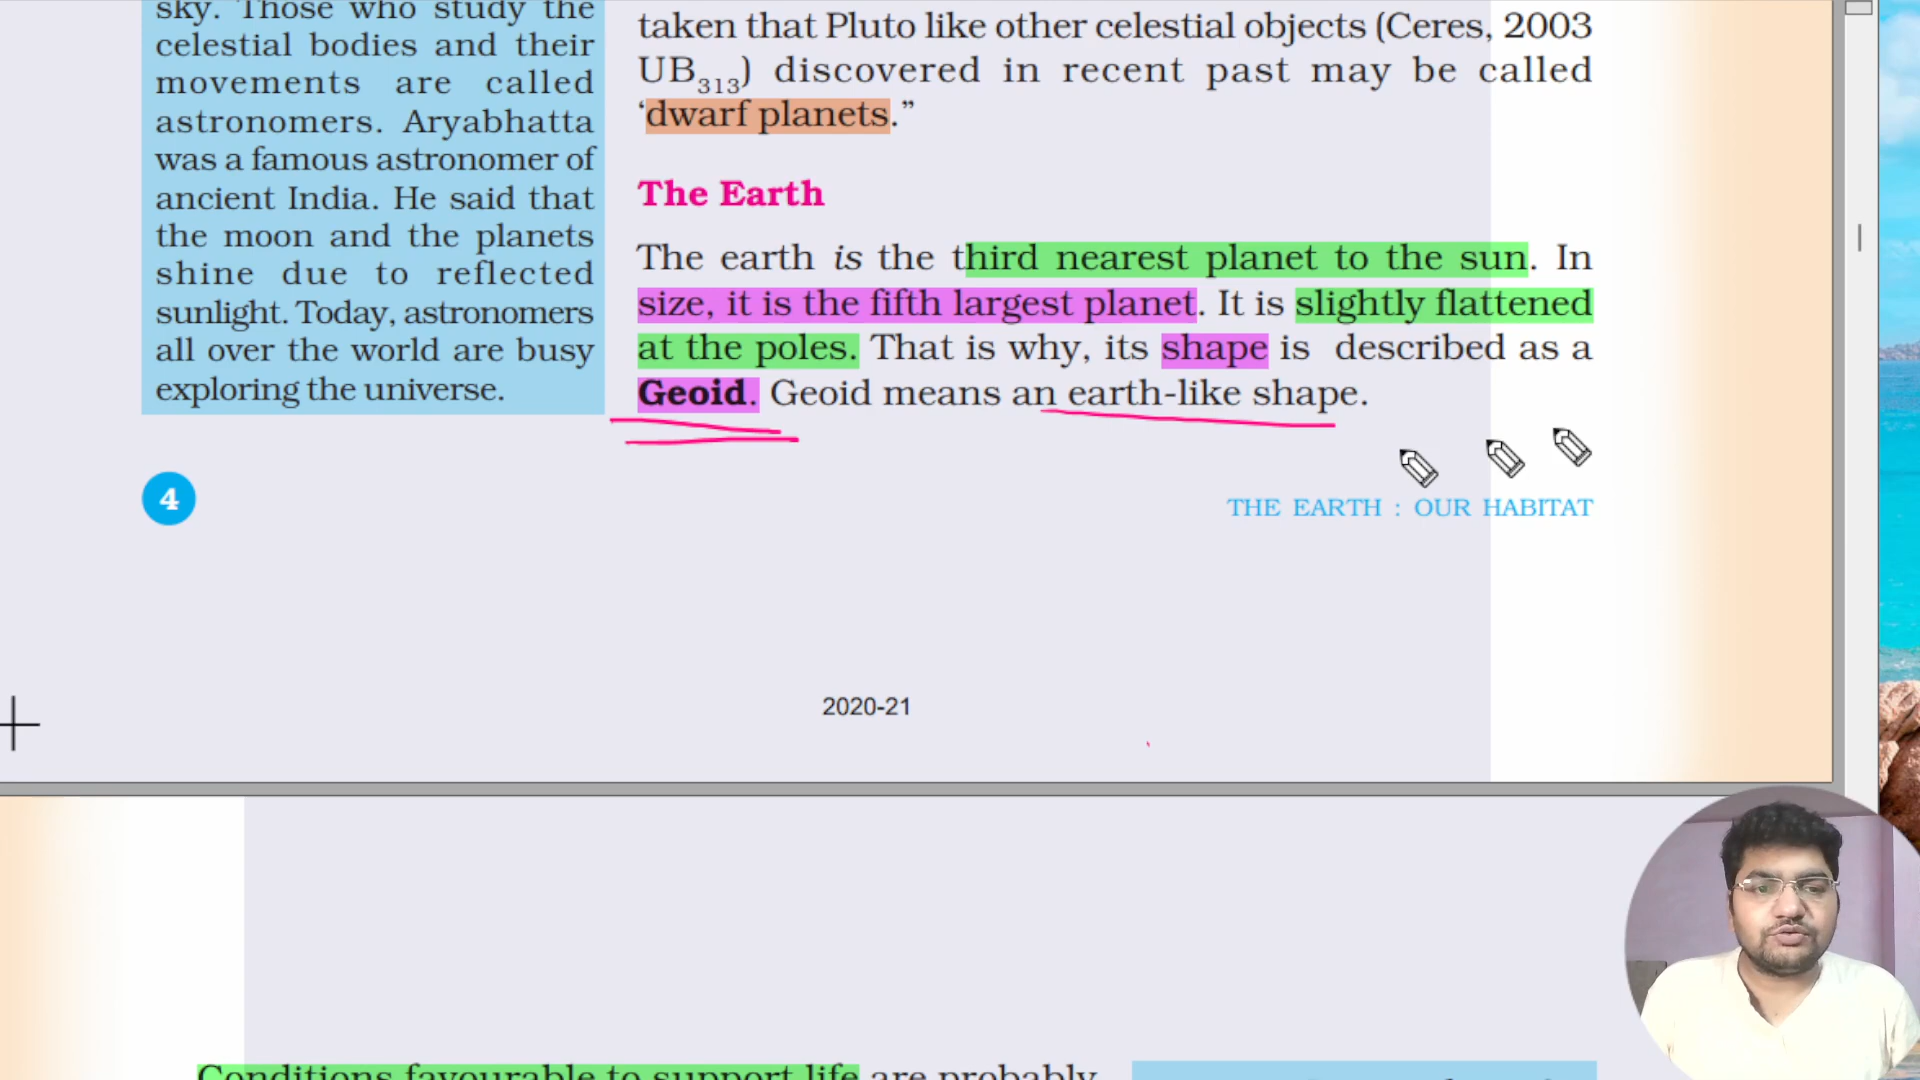 sky. Those who study the
celestial bodies and their
movements are called
astronomers. Aryabhatta
was a famous astronomer of
ancient India. He said that
the moon and the planets
shine due to reflected
sunlight. Today, astronomers
all over the world are busy
exploring the universe.
taken that Pluto like other celestial objects (Ceres, 2003
UB313) discovered in recent past may be called
‘dwarf planets.”
The Earth
The earth is the third nearest planet to the sun. In
size, it is the fifth largest planet. It is slightly flattened
at the poles. That is why, its shape is described as a
Geoid. Geoid means an earth-like shape.
4
THE EARTH : OUR HABITAT
2020-21
Conditions favourable to support life are probably